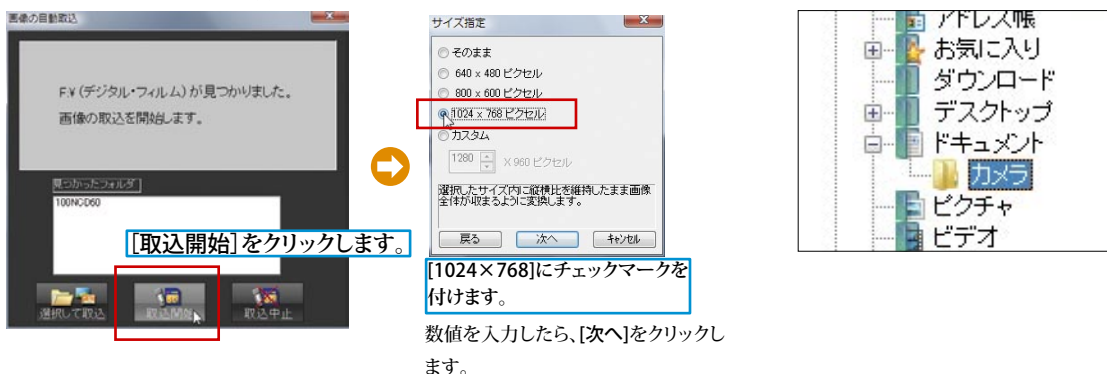 画像の自動取込
F:¥(デジタル・フィルム)が見つかりました。
画像の取込を開始します。
見つかったフォルダ
100NCD60
[取込開始]をクリックします。
選択して取込
取込開始
取込中止
サイズ指定
そのまま
640 x 480 ピクセル
800 x 600 ピクセル
1024 x 768 ピクセル
カスタム
1280 X 960 ピクセル
選択したサイズ内に縦横比を維持したまま画像
全体が収まるように変換します。
戻る 次へ キャンセル
[1024×768]にチェックマークを
付けます。
数値を入力したら、[次へ]をクリックし
ます。
アドレス帳
お気に入り
ダウンロード
デスクトップ
ドキュメント
カメラ
ピクチャ
ビデオ